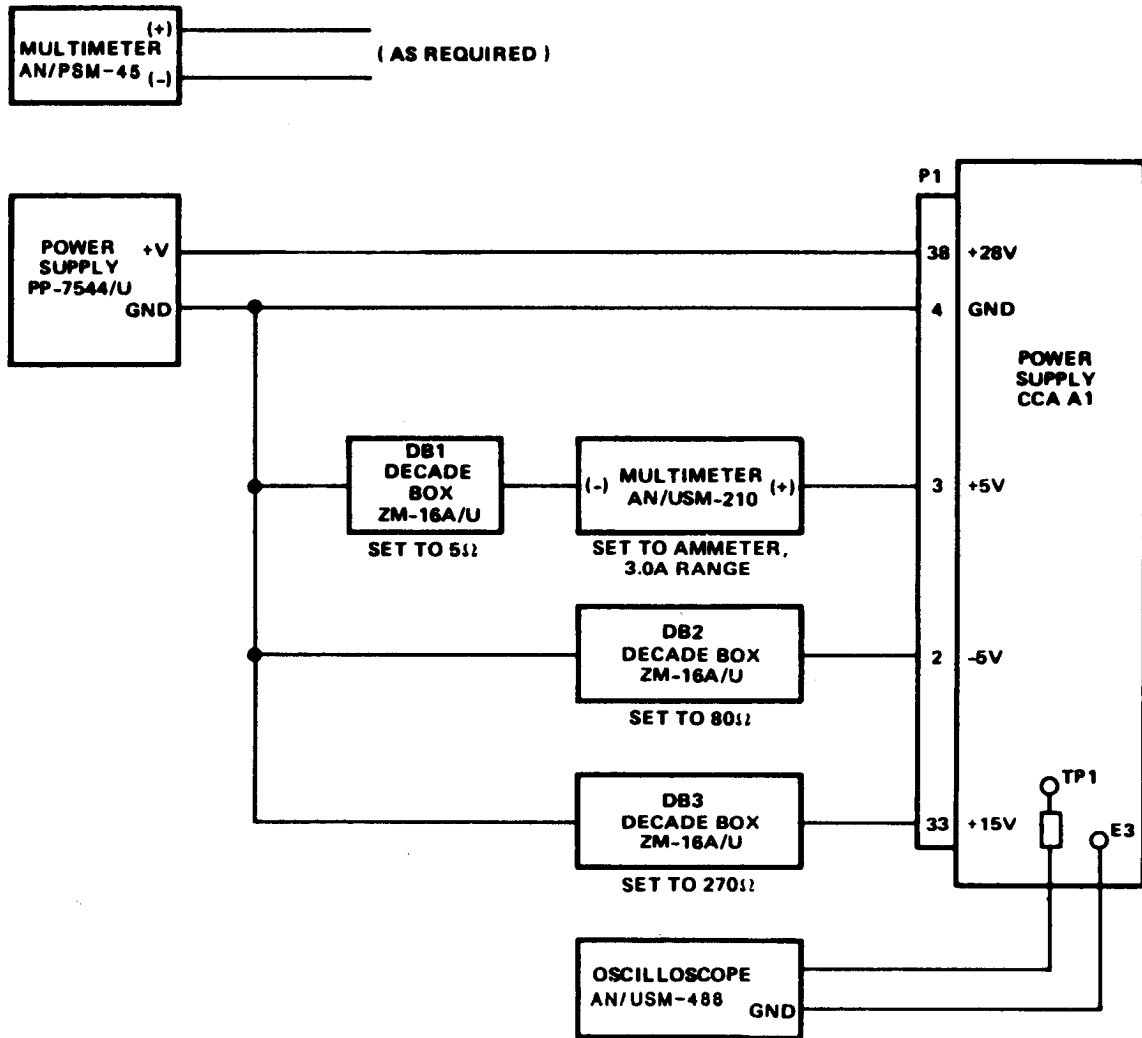 (+)
MULTIMETER
AN/PSM-45 (-)
(AS REQUIRED)
POWER
SUPPLY
PP-7544/U
+V
GND
P1
38 +28V
4 GND
POWER
SUPPLY
CCA A1
DB1
DECADE
BOX
ZM-16A/U
SET TO 5Ω
(-) MULTIMETER (+)
AN/USM-210
SET TO AMMETER,
3.0A RANGE
3 +5V
DB2
DECADE BOX
ZM-16A/U
SET TO 80Ω
2 -5V
DB3
DECADE BOX
ZM-16A/U
SET TO 270Ω
33 +15V
TP1
E3
OSCILLOSCOPE
AN/USM-488
GND